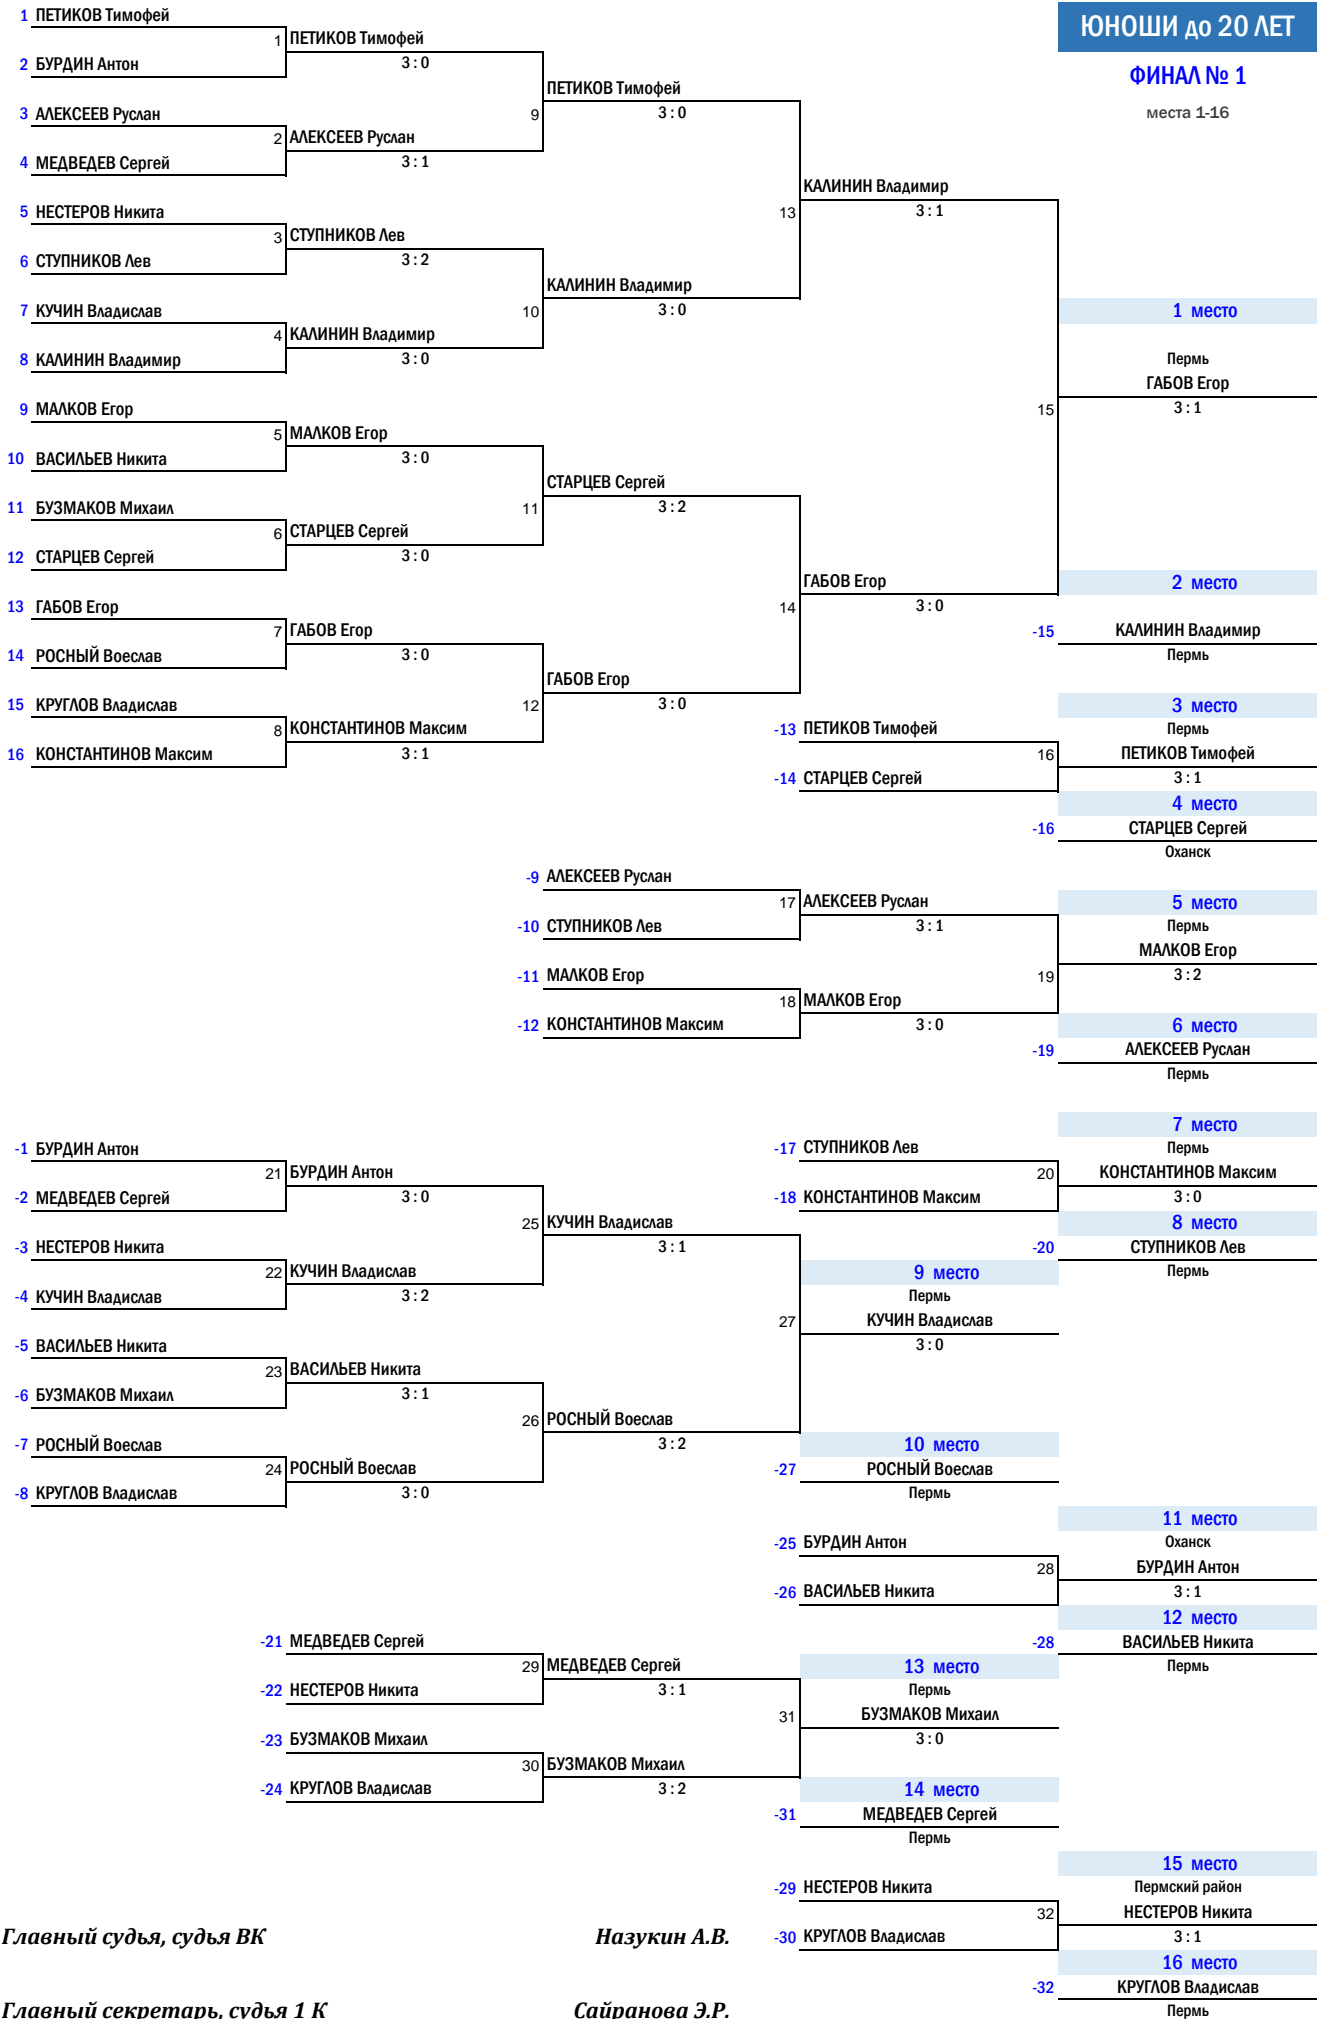 ЮНОШИ до 20 ЛЕТ
ФИНАЛ № 1
места 1-16
1 ПЕТИКОВ Тимофей
1 ПЕТИКОВ Тимофей
2 БУРДИН Антон
3 : 0
ПЕТИКОВ Тимофей
3 АЛЕКСЕЕВ Руслан
9
3 : 0
2 АЛЕКСЕЕВ Руслан
4 МЕДВЕДЕВ Сергей
3 : 1
КАЛИНИН Владимир
5 НЕСТЕРОВ Никита
13
3 : 1
3 СТУПНИКОВ Лев
6 СТУПНИКОВ Лев
3 : 2
КАЛИНИН Владимир
7 КУЧИН Владислав
10
3 : 0
1 место
4 КАЛИНИН Владимир
8 КАЛИНИН Владимир
3 : 0
Пермь
ГАБОВ Егор
9 МАЛКОВ Егор
15
3 : 1
5 МАЛКОВ Егор
10 ВАСИЛЬЕВ Никита
3 : 0
СТАРЦЕВ Сергей
11 БУЗМАКОВ Михаил
11
3 : 2
6 СТАРЦЕВ Сергей
12 СТАРЦЕВ Сергей
3 : 0
ГАБОВ Егор
2 место
13 ГАБОВ Егор
14
3 : 0
7 ГАБОВ Егор
-15 КАЛИНИН Владимир
14 РОСНЫЙ Воеслав
3 : 0
Пермь
ГАБОВ Егор
15 КРУГЛОВ Владислав
12
3 : 0
3 место
8 КОНСТАНТИНОВ Максим
-13 ПЕТИКОВ Тимофей
Пермь
16 КОНСТАНТИНОВ Максим
3 : 1
16 ПЕТИКОВ Тимофей
-14 СТАРЦЕВ Сергей
3 : 1
4 место
-16 СТАРЦЕВ Сергей
Оханск
-9 АЛЕКСЕЕВ Руслан
17 АЛЕКСЕЕВ Руслан
5 место
-10 СТУПНИКОВ Лев
3 : 1
Пермь
МАЛКОВ Егор
-11 МАЛКОВ Егор
19
3 : 2
18 МАЛКОВ Егор
-12 КОНСТАНТИНОВ Максим
3 : 0
6 место
-19 АЛЕКСЕЕВ Руслан
Пермь
7 место
-1 БУРДИН Антон
-17 СТУПНИКОВ Лев
Пермь
21 БУРДИН Антон
20 КОНСТАНТИНОВ Максим
-2 МЕДВЕДЕВ Сергей
3 : 0
-18 КОНСТАНТИНОВ Максим
3 : 0
25 КУЧИН Владислав
8 место
-3 НЕСТЕРОВ Никита
3 : 1
-20 СТУПНИКОВ Лев
22 КУЧИН Владислав
9 место
Пермь
-4 КУЧИН Владислав
3 : 2
Пермь
27 КУЧИН Владислав
-5 ВАСИЛЬЕВ Никита
3 : 0
23 ВАСИЛЬЕВ Никита
-6 БУЗМАКОВ Михаил
3 : 1
26 РОСНЫЙ Воеслав
-7 РОСНЫЙ Воеслав
3 : 2
10 место
24 РОСНЫЙ Воеслав
-27 РОСНЫЙ Воеслав
-8 КРУГЛОВ Владислав
3 : 0
Пермь
11 место
-25 БУРДИН Антон
Оханск
28 БУРДИН Антон
-26 ВАСИЛЬЕВ Никита
3 : 1
12 место
-21 МЕДВЕДЕВ Сергей
-28 ВАСИЛЬЕВ Никита
29 МЕДВЕДЕВ Сергей
13 место
Пермь
-22 НЕСТЕРОВ Никита
3 : 1
Пермь
31 БУЗМАКОВ Михаил
-23 БУЗМАКОВ Михаил
3 : 0
30 БУЗМАКОВ Михаил
-24 КРУГЛОВ Владислав
3 : 2
14 место
-31 МЕДВЕДЕВ Сергей
Пермь
15 место
-29 НЕСТЕРОВ Никита
Пермский район
32 НЕСТЕРОВ Никита
Главный судья, судья ВК Назукин А.В.
-30 КРУГЛОВ Владислав
3 : 1
16 место
-32 КРУГЛОВ Владислав
Главный секретарь, судья 1 К Сайранова Э.Р.
Пермь